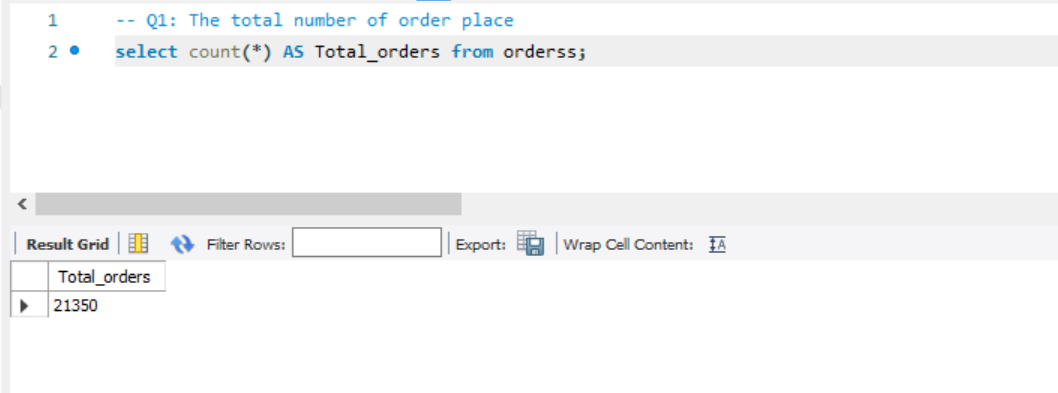 1 -- Q1: The total number of order place
2 select count(*) AS Total_orders from orderss;
Result Grid Filter Rows: Export: Wrap Cell Content: IA
Total_orders
21350